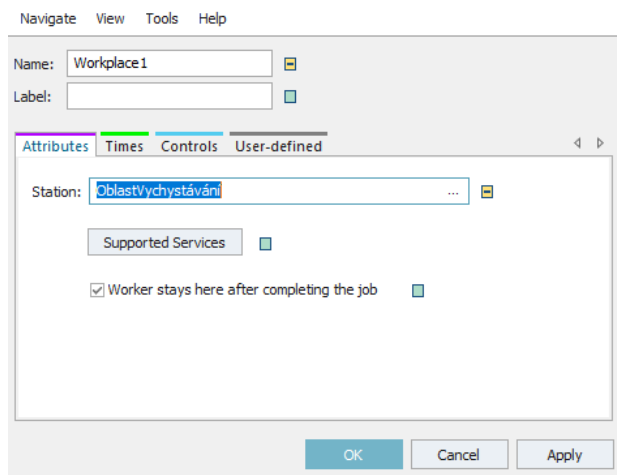 Navigate View Tools Help
Name: Workplace1
Label:
Attributes Times Controls User-defined
Station: OblastVychystávání ...
Supported Services
Worker stays here after completing the job
OK Cancel Apply